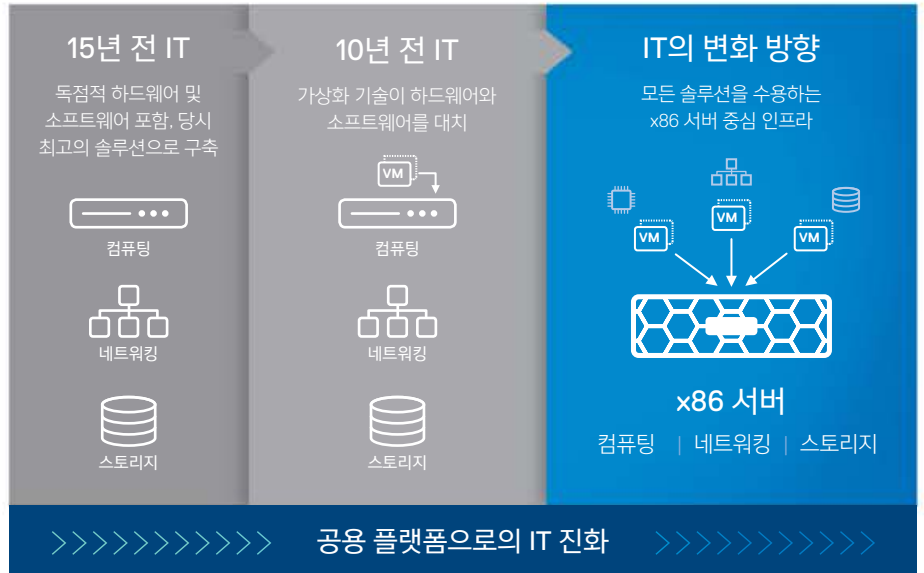 15년 전 IT
독점적 하드웨어 및
소프트웨어 포함, 당시
최고의 솔루션으로 구축
컴퓨팅
네트워킹
스토리지
10년 전 IT
가상화 기술이 하드웨어와
소프트웨어를 대치
VM
컴퓨팅
네트워킹
스토리지
IT의 변화 방향
모든 솔루션을 수용하는
x86 서버 중심 인프라
VM
VM
VM
x86 서버
컴퓨팅 | 네트워킹 | 스토리지
공용 플랫폼으로의 IT 진화